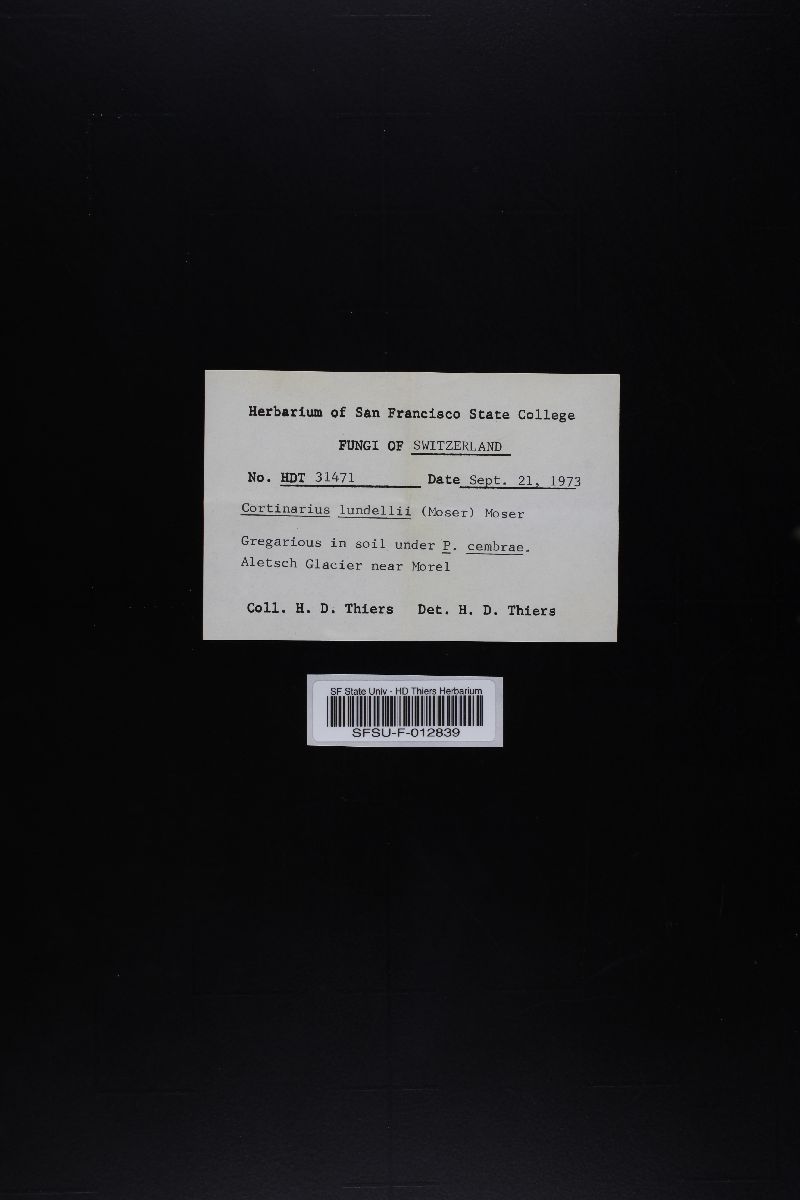 Herbarium of San Francisco State College
FUNGI OF SWITZERLAND
No. HDT 31471 Date Sept. 21, 1973
Cortinarius lundellii (Moser) Moser
Gregarious in soil under P. cembrae.
Aletsch Glacier near Morel
Coll. H. D. Thiers Det. H. D. Thiers
SF State Univ - HD Thiers Herbarium
SFSU-F-012839